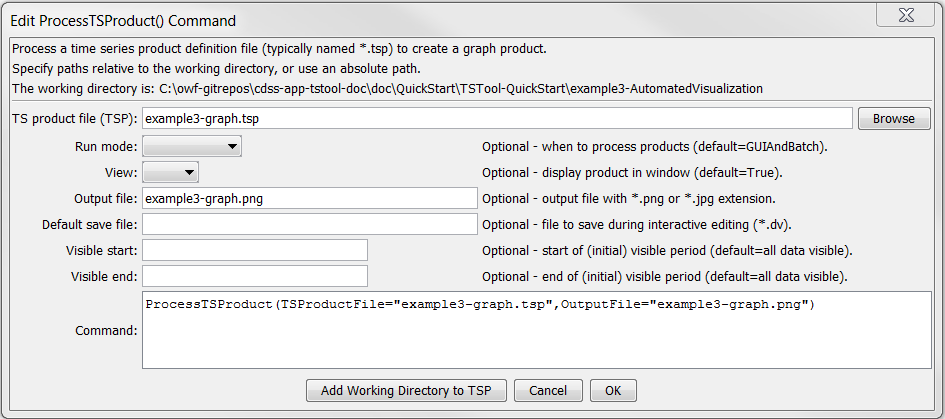 Edit ProcessTSProduct() Command
Process a time series product definition file (typically named *.tsp) to create a graph product.
Specify paths relative to the working directory, or use an absolute path.
The working directory is: C:\owf-gitrepos\cdss-app-tstool-doc\doc\QuickStart\TSTool-QuickStart\example3-AutomatedVisualization
TS product file (TSP): example3-graph.tsp Browse
Run mode: Optional - when to process products (default=GUIAndBatch).
View: Optional - display product in window (default=True).
Output file: example3-graph.png Optional - output file with *.png or *.jpg extension.
Default save file: Optional - file to save during interactive editing (*.dv).
Visible start: Optional - start of (initial) visible period (default=all data visible).
Visible end: Optional - end of (initial) visible period (default=all data visible).
ProcessTSProduct(TSProductFile="example3-graph.tsp",OutputFile="example3-graph.png")
Command:
Add Working Directory to TSP Cancel OK